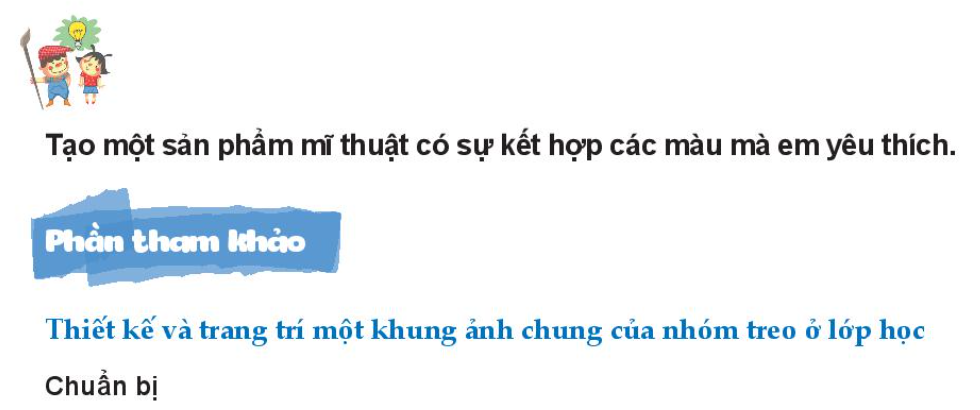 Tạo một sản phẩm mĩ thuật có sự kết hợp các màu mà em yêu thích.
Phần tham khảo
Thiết kế và trang trí một khung ảnh chung của nhóm treo ở lớp học
Chuẩn bị